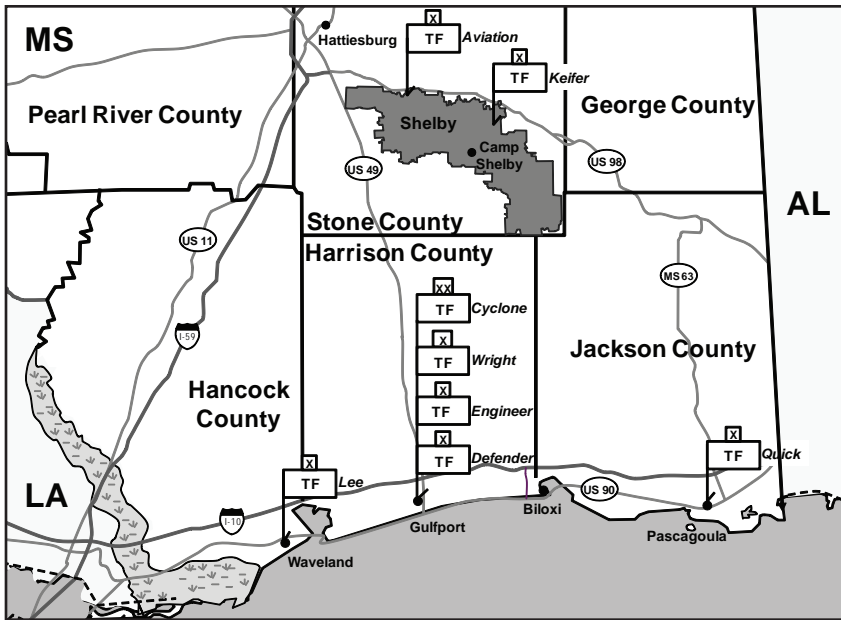 MS
Hattiesburg
X
TF
Aviation
X
TF
Keifer
Pearl River County
George County
Shelby
Camp
Shelby
US 49
US 98
AL
Stone County
Harrison County
US 11
MS 63
XX
TF
Cyclone
I-59
X
TF
Wright
Jackson County
Hancock
County
X
TF
Engineer
X
TF
Defender
X
TF
Quick
X
TF
Lee
LA
US 90
I-10
Biloxi
Gulfport
Pascagoula
Waveland